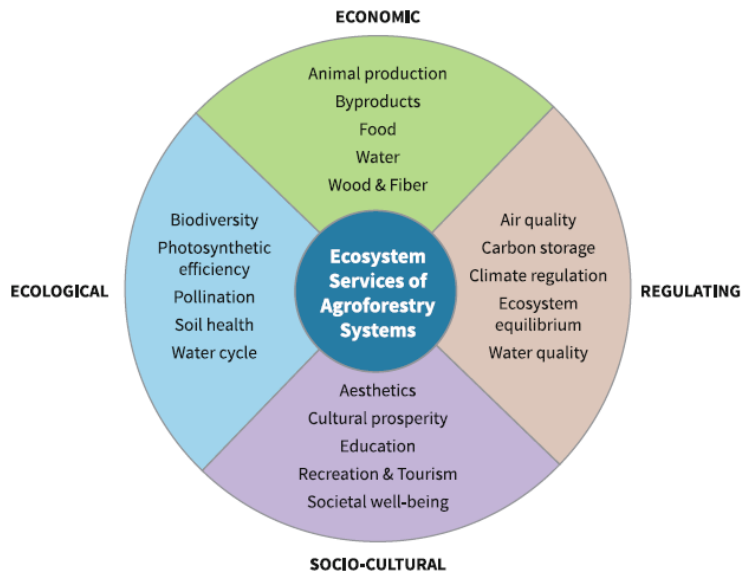 ECONOMIC
Animal production
Byproducts
Food
Water
Wood & Fiber
ECOLOGICAL
Biodiversity
Photosynthetic
efficiency
Pollination
Soil health
Water cycle
Ecosystem
Services of
Agroforestry
Systems
Air quality
Carbon storage
Climate regulation
Ecosystem
equilibrium
Water quality
REGULATING
Aesthetics
Cultural prosperity
Education
Recreation & Tourism
Societal well-being
SOCIO-CULTURAL